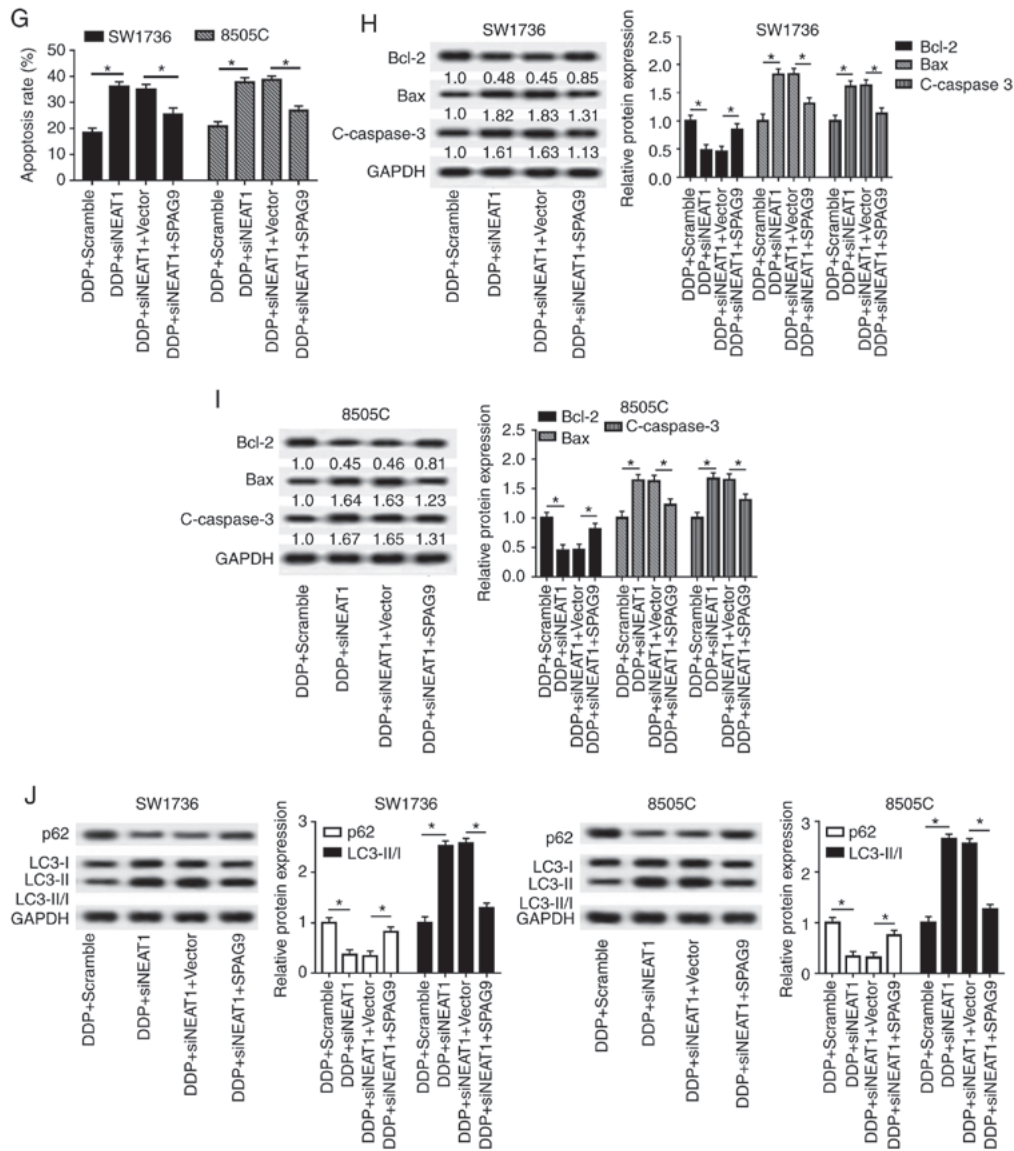 G
SW1736
8505C
Apoptosis rate (%)
50
40
30
20
10
0
DDP+Scramble
DDP+siNEAT1
DDP+siNEAT1+Vector
DDP+siNEAT1+SPAG9
DDP+Scramble
DDP+siNEAT1
DDP+siNEAT1+Vector
DDP+siNEAT1+SPAG9
* * * *
H
Bcl-2
1.0 0.48 0.45 0.85
Bax
1.0 1.82 1.83 1.31
C-caspase-3
1.0 1.61 1.63 1.13
GAPDH
DDP+Scramble
DDP+siNEAT1
DDP+siNEAT1+Vector
DDP+siNEAT1+SPAG9
SW1736
Relative protein expression
2.5
2.0
1.5
1.0
0.5
0.0
* * * * * *
Bcl-2
Bax
C-caspase 3
DDP+Scramble
DDP+siNEAT1
DDP+siNEAT1+Vector
DDP+siNEAT1+SPAG9
DDP+Scramble
DDP+siNEAT1
DDP+siNEAT1+Vector
DDP+siNEAT1+SPAG9
DDP+Scramble
DDP+siNEAT1
DDP+siNEAT1+Vector
DDP+siNEAT1+SPAG9
I
8505C
Bcl-2
1.0 0.45 0.46 0.81
Bax
1.0 1.64 1.63 1.23
C-caspase-3
1.0 1.67 1.65 1.31
GAPDH
DDP+Scramble
DDP+siNEAT1
DDP+siNEAT1+Vector
DDP+siNEAT1+SPAG9
8505C
Bcl-2
Bax
C-caspase-3
Relative protein expression
2.5
2.0
1.5
1.0
0.5
0.0
* * * * * *
DDP+Scramble
DDP+siNEAT1
DDP+siNEAT1+Vector
DDP+siNEAT1+SPAG9
DDP+Scramble
DDP+siNEAT1
DDP+siNEAT1+Vector
DDP+siNEAT1+SPAG9
DDP+Scramble
DDP+siNEAT1
DDP+siNEAT1+Vector
DDP+siNEAT1+SPAG9
J
SW1736
p62
LC3-I
LC3-II
LC3-II/I
GAPDH
DDP+Scramble
DDP+siNEAT1
DDP+siNEAT1+Vector
DDP+siNEAT1+SPAG9
SW1736
Relative protein expression
3
2
1
0
p62
LC3-II/I
* * * *
DDP+Scramble
DDP+siNEAT1
DDP+siNEAT1+Vector
DDP+siNEAT1+SPAG9
DDP+Scramble
DDP+siNEAT1
DDP+siNEAT1+Vector
DDP+siNEAT1+SPAG9
8505C
p62
LC3-I
LC3-II
LC3-II/I
GAPDH
DDP+Scramble
DDP+siNEAT1
DDP+siNEAT1+Vector
DDP+siNEAT1+SPAG9
8505C
Relative protein expression
3
2
1
0
p62
LC3-II/I
* * * *
DDP+Scramble
DDP+siNEAT1
DDP+siNEAT1+Vector
DDP+siNEAT1+SPAG9
DDP+Scramble
DDP+siNEAT1
DDP+siNEAT1+Vector
DDP+siNEAT1+SPAG9